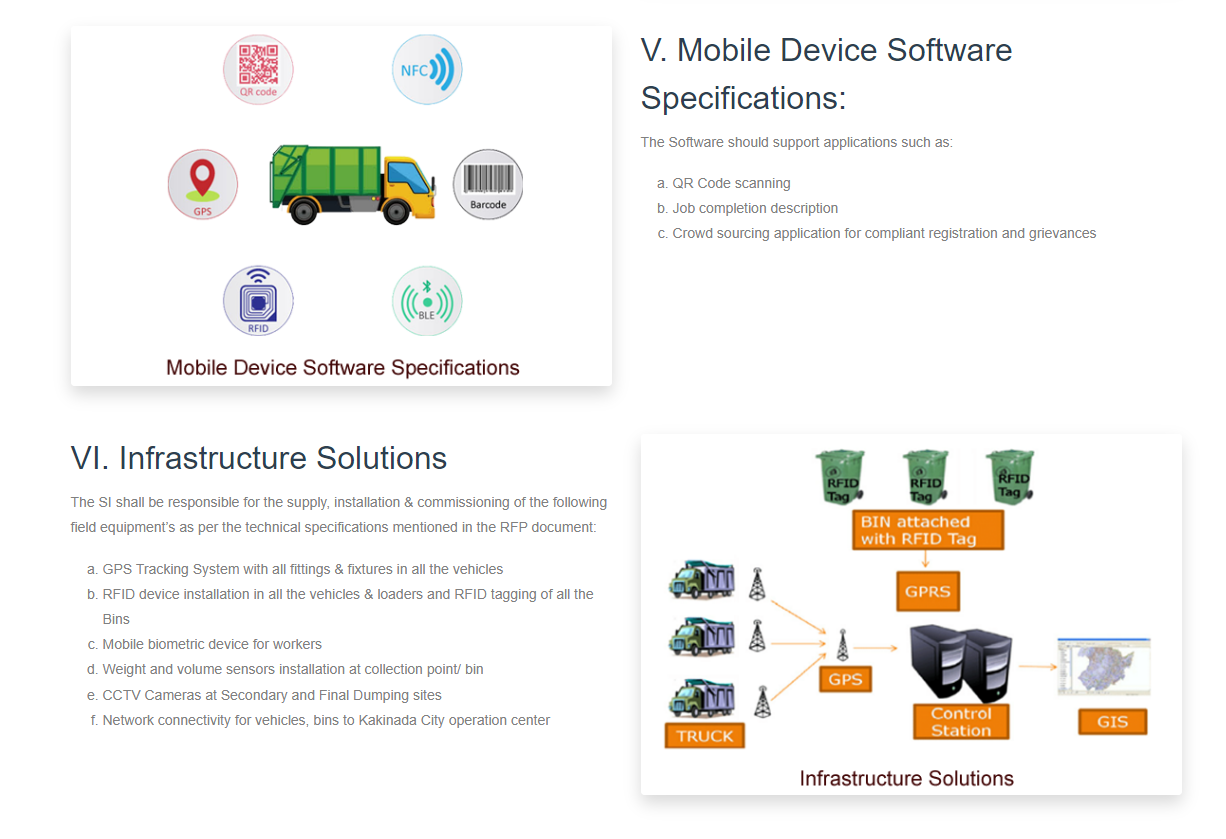 QR code
NFC
GPS
Barcode
RFID
BLE
Mobile Device Software Specifications
V. Mobile Device Software
Specifications:
The Software should support applications such as:
a. QR Code scanning
b. Job completion description
c. Crowd sourcing application for compliant registration and grievances
VI. Infrastructure Solutions
The SI shall be responsible for the supply, installation & commissioning of the following
field equipment’s as per the technical specifications mentioned in the RFP document:
a. GPS Tracking System with all fittings & fixtures in all the vehicles
b. RFID device installation in all the vehicles & loaders and RFID tagging of all the
Bins
c. Mobile biometric device for workers
d. Weight and volume sensors installation at collection point/ bin
e. CCTV Cameras at Secondary and Final Dumping sites
f. Network connectivity for vehicles, bins to Kakinada City operation center
RFID
Tag
RFID
Tag
RFID
Tag
BIN attached
with RFID Tag
GPRS
GPS
TRUCK
Control
Station
GIS
Infrastructure Solutions